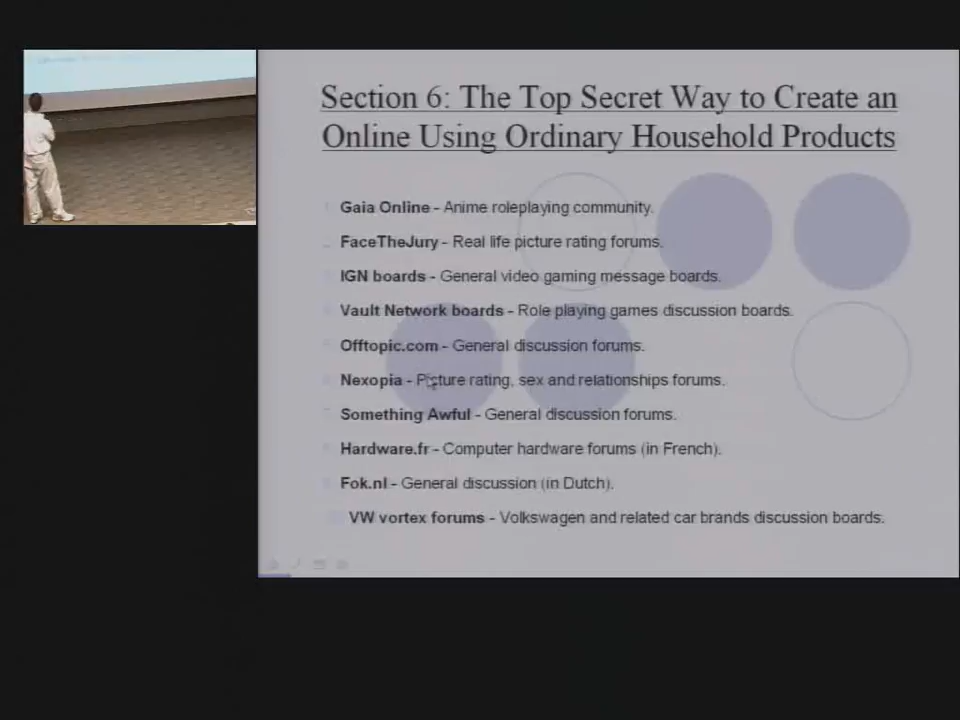 Section 6: The Top Secret Way to Create an
Online Using Ordinary Household Products
Gaia Online - Anime roleplaying community.
FaceTheJury - Real life picture rating forums.
IGN boards - General video gaming message boards.
Vault Network boards - Role playing games discussion boards.
Offtopic.com - General discussion forums.
Nexopia - Picture rating, sex and relationships forums.
Something Awful - General discussion forums.
Hardware.fr - Computer hardware forums (in French).
Fok.nl - General discussion (in Dutch).
VW vortex forums - Volkswagen and related car brands discussion boards.